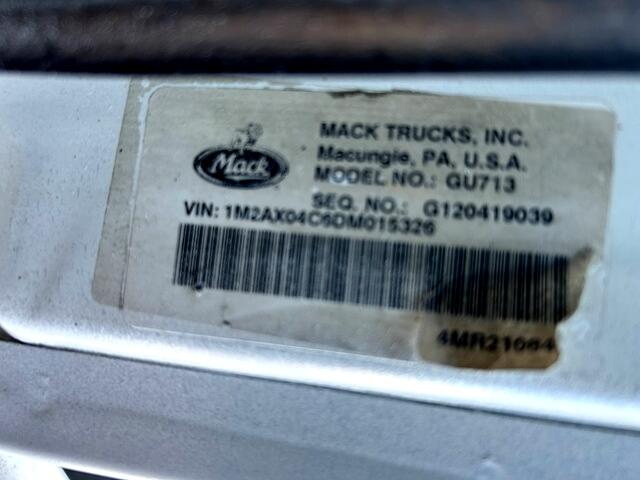 Mack
MACK TRUCKS, INC.
Macungie, PA, U.S.A.
MODEL NO.: GU713
SEQ. NO.: G120419039
VIN: 1M2AX04C6DM015326
4MR21064